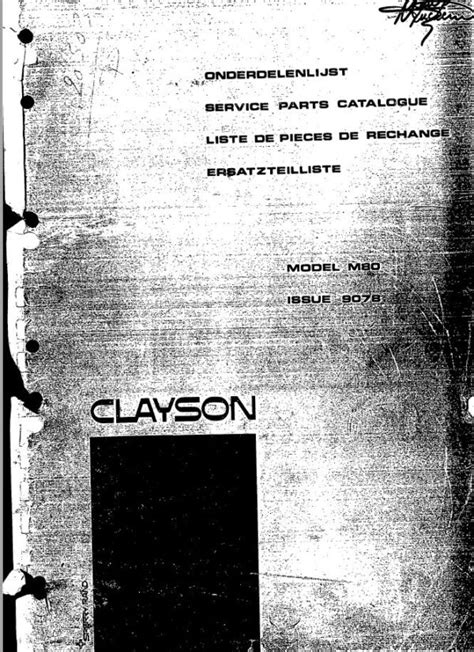 ONDERDELENLIJST
SERVICE PARTS CATALOGUE
LISTE DE PIECES DE RECHANGE
ERSATZTEILLISTE
MODEL M80
ISSUE 9078
CLAYSON